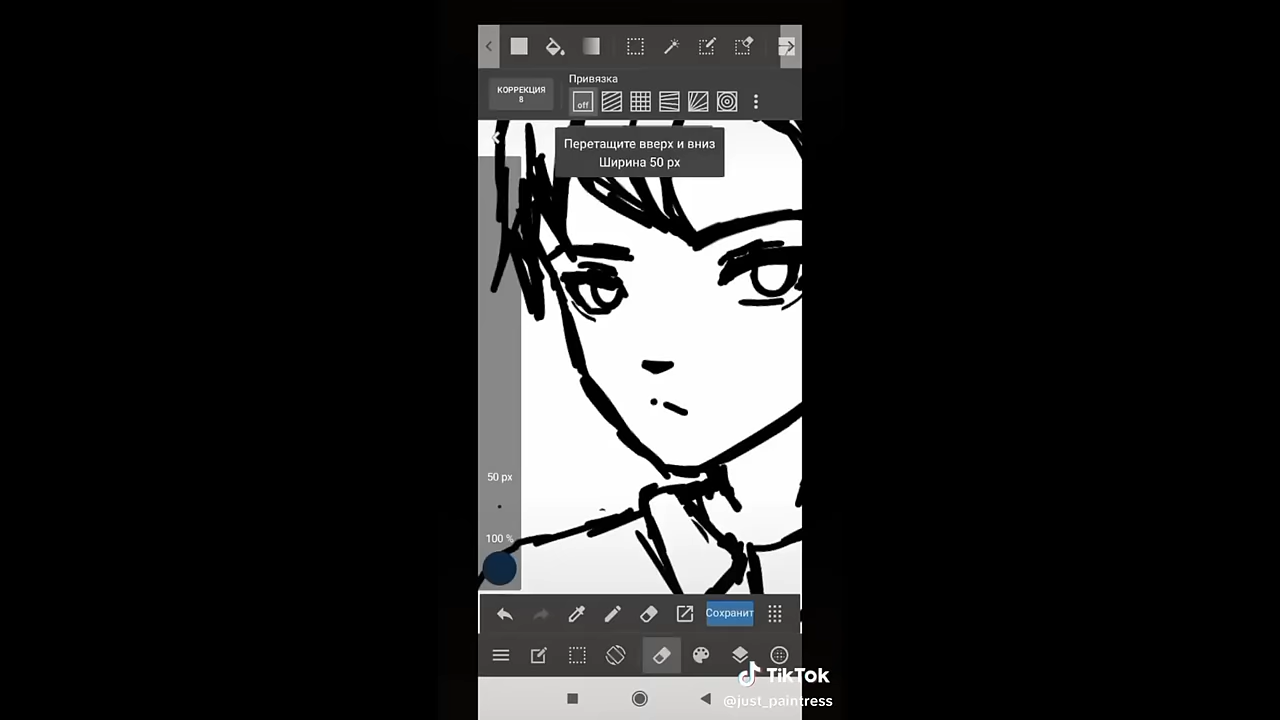 Привязка
КОРРЕКЦИЯ
8
off
Перетащите вверх и вниз
Ширина 50 px
50 px
100 %
Сохранит
TikTok
@just_paintress